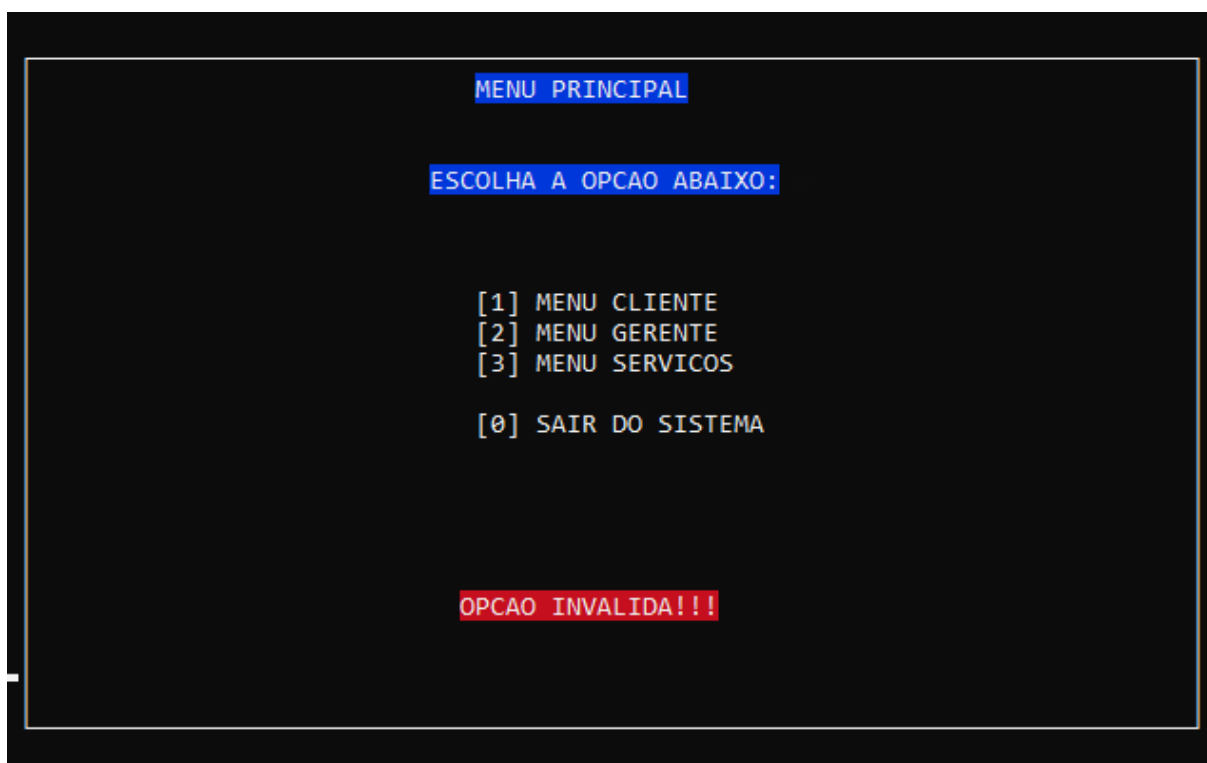 MENU PRINCIPAL
ESCOLHA A OPCAO ABAIXO:
[1] MENU CLIENTE
[2] MENU GERENTE
[3] MENU SERVICOS
[0] SAIR DO SISTEMA
OPCAO INVALIDA!!!